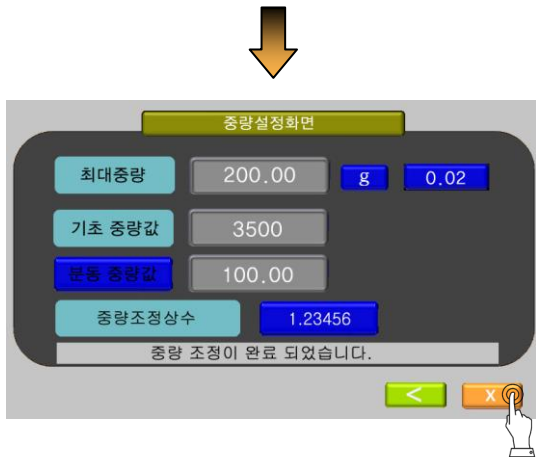 중량설정화면
최대중량 200.00 g 0.02
기초 중량값 3500
분동 중량값 100.00
중량조정상수 1.23456
중량 조정이 완료 되었습니다.
< X